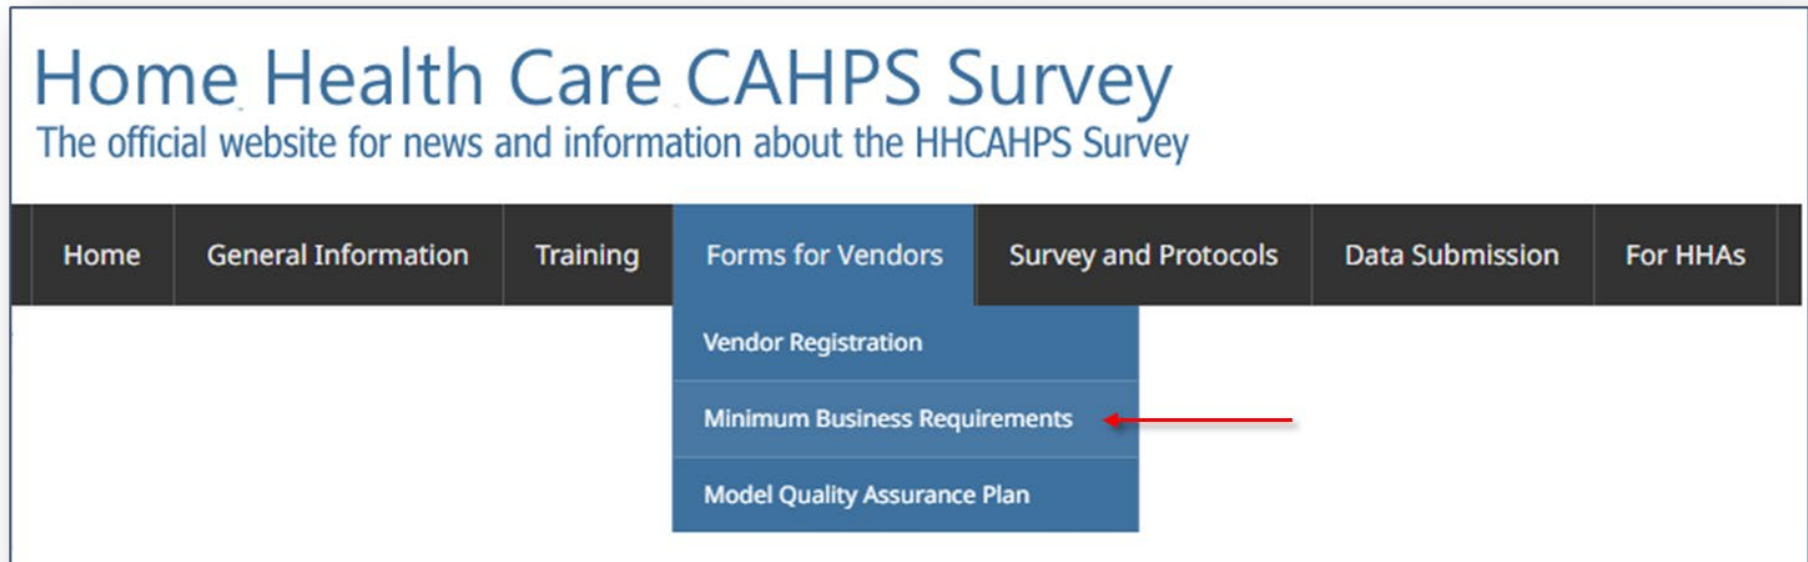 Home Health Care CAHPS Survey
The official website for news and information about the HHCAHPS Survey
Home General Information Training Forms for Vendors Survey and Protocols Data Submission For HHAs
Vendor Registration
Minimum Business Requirements
Model Quality Assurance Plan